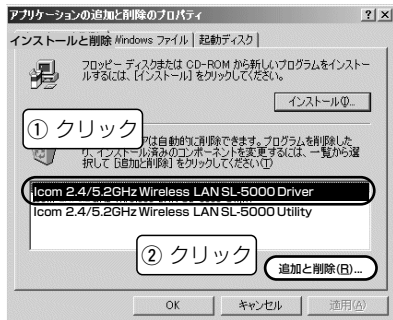 アプリケーションの追加と削除のプロパティ
インストールと削除 Windows ファイル 起動ディスク
フロッピー ディスクまたは CD-ROM から新しいプログラムをインストー
ルするには、[インストール] をクリックしてください。
インストール(I)...
① クリック
は自動的に削除できます。プログラムを削除した
り、インストール済みのコンポーネントを変更するには、一覧から選
択して [追加と削除] をクリックしてください(T)
Icom 2.4/5.2GHz Wireless LAN SL-5000 Driver
Icom 2.4/5.2GHz Wireless LAN SL-5000 Utility
② クリック
追加と削除(R)...
OK キャンセル 適用(A)